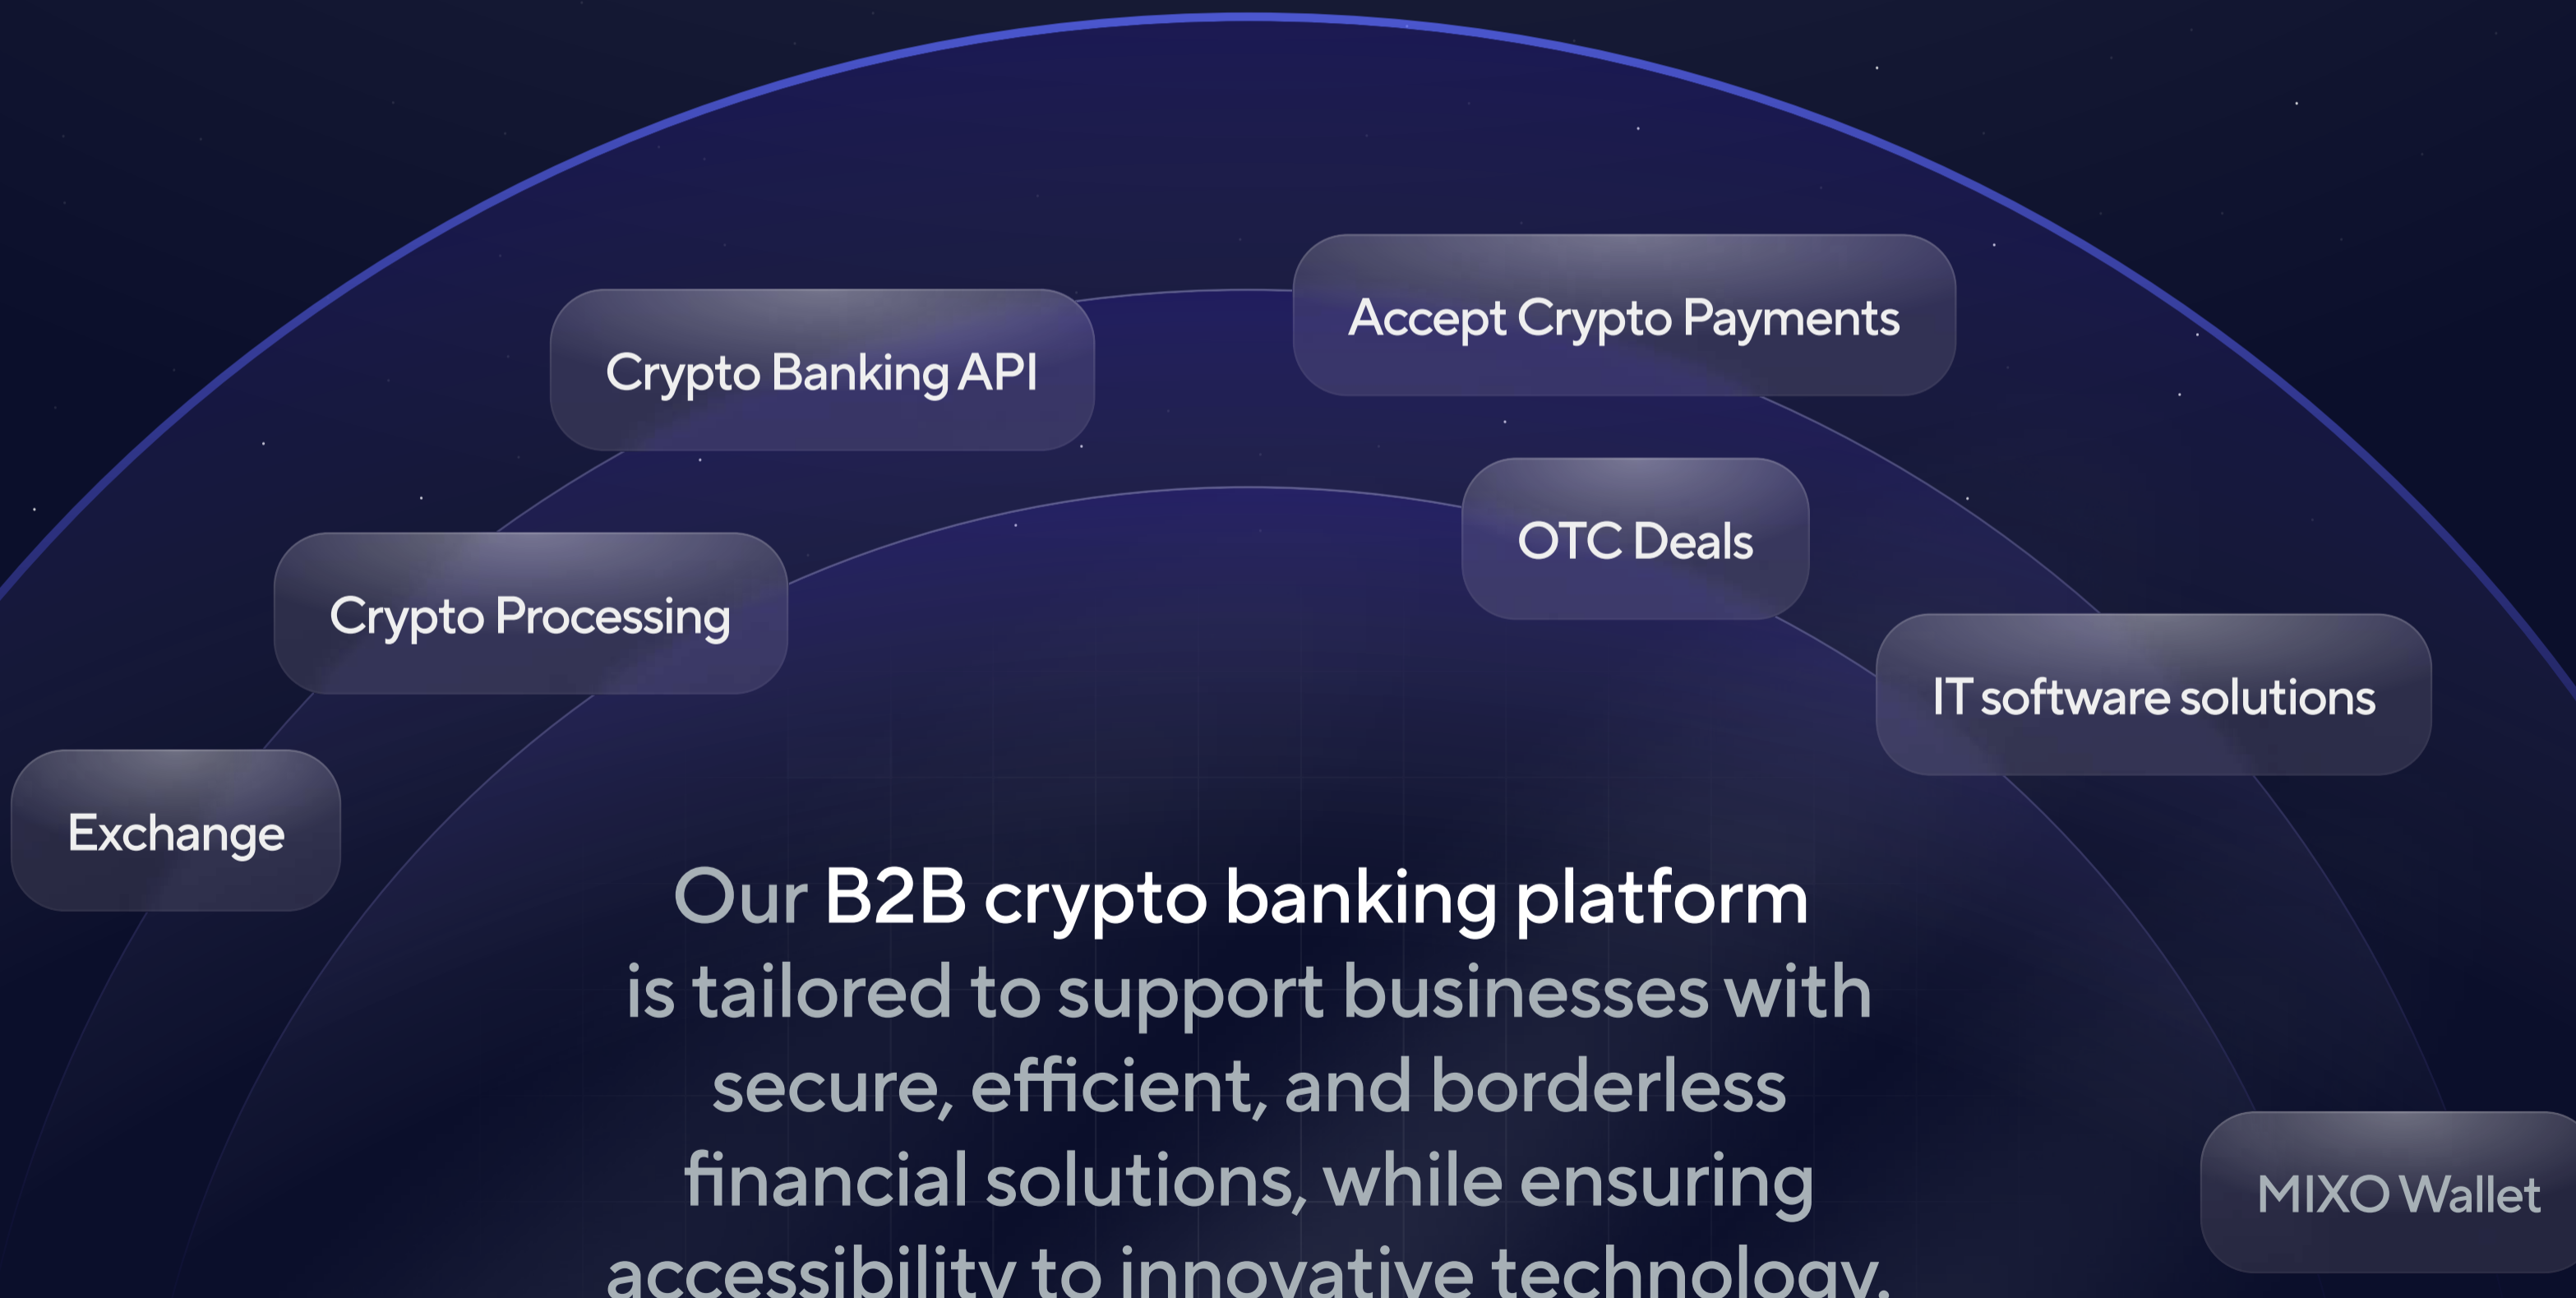 Accept Crypto Payments
Crypto Banking API
OTC Deals
Crypto Processing
IT software solutions
Exchange
Our B2B crypto banking platform
is tailored to support businesses with
secure, efficient, and borderless
financial solutions, while ensuring
accessibility to innovative technology.
MIXO Wallet